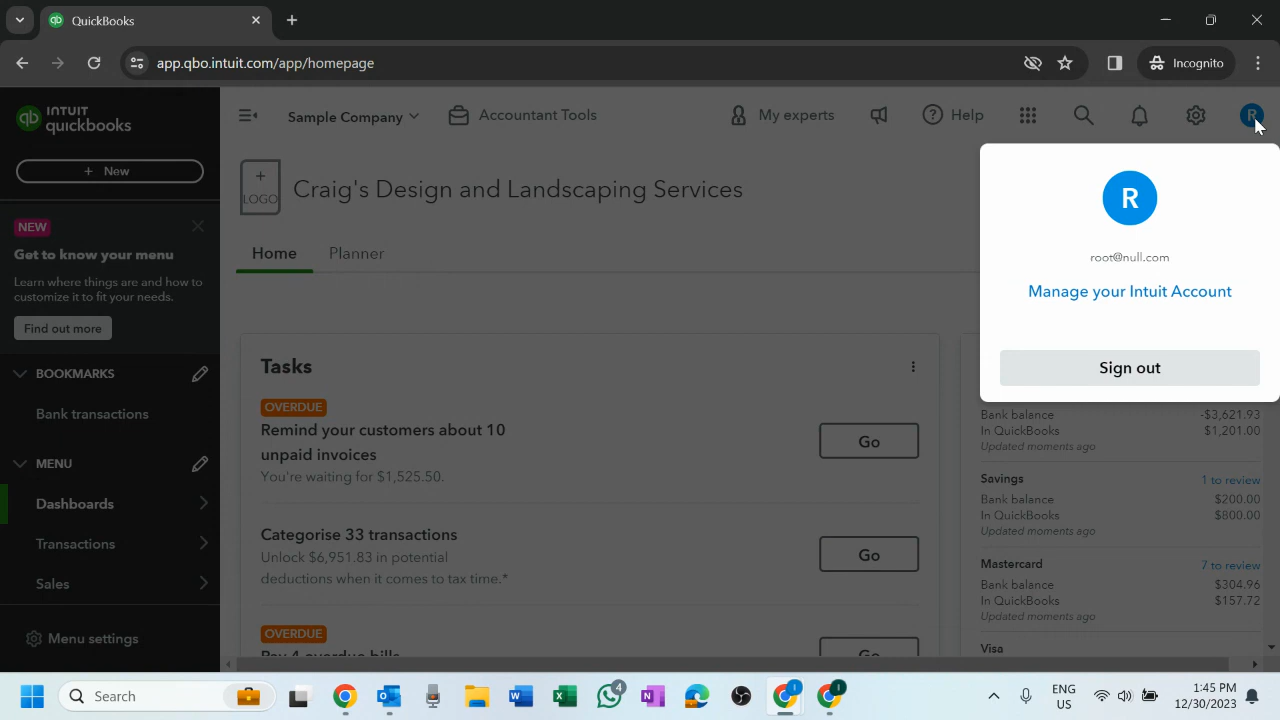 QuickBooks
app.qbo.intuit.com/app/homepage
Incognito
INTUIT
quickbooks
Sample Company
Accountant Tools
My experts
Help
R
+ New
+
LOGO
Craig's Design and Landscaping Services
R
root@null.com
Manage your Intuit Account
Sign out
NEW
Get to know your menu
Learn where things are and how to
customize it to fit your needs.
Find out more
Home
Planner
BOOKMARKS
Bank transactions
MENU
Dashboards
Transactions
Sales
Menu settings
Tasks
OVERDUE
Remind your customers about 10
unpaid invoices
You're waiting for $1,525.50.
Go
Categorise 33 transactions
Unlock $6,951.83 in potential
deductions when it comes to tax time.*
Go
OVERDUE
Pay 4 overdue bills
Go
Bank balance -$3,621.93
In QuickBooks $1,201.00
Updated moments ago
Savings 1 to review
Bank balance $200.00
In QuickBooks $800.00
Updated moments ago
Mastercard 7 to review
Bank balance $304.96
In QuickBooks $157.72
Updated moments ago
Visa
Search
4
ENG
US
1:45 PM
12/30/2023